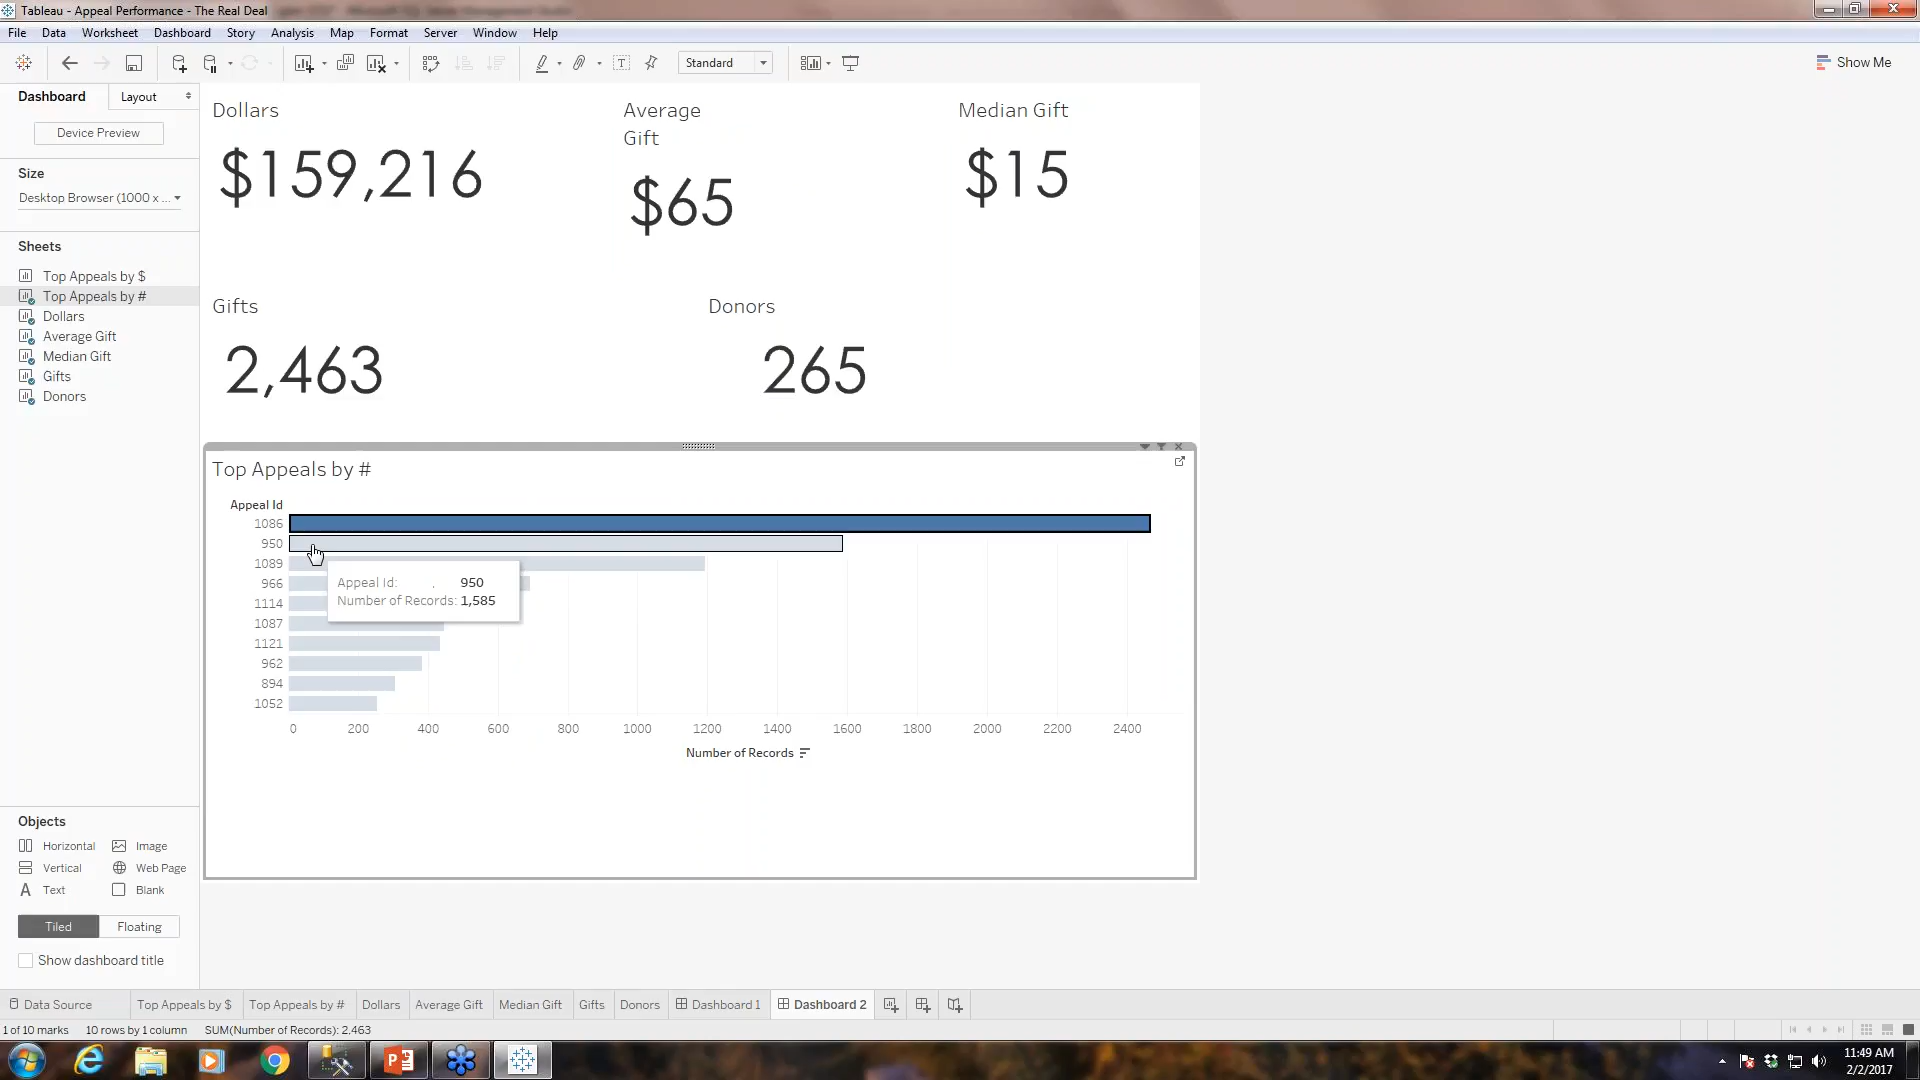 Tableau - Appeal Performance - The Real Deal
File Data Worksheet Dashboard Story Analysis Map Format Server Window Help
Standard
Show Me
Dashboard Layout
Device Preview
Size
Desktop Browser (1000 x ...
Sheets
Top Appeals by $
Top Appeals by #
Dollars
Average Gift
Median Gift
Gifts
Donors
Objects
Horizontal Image
Vertical Web Page
A Text Blank
Tiled Floating
Show dashboard title
Dollars
$159,216
Average
Gift
$65
Median Gift
$15
Gifts
2,463
Donors
265
Top Appeals by #
Appeal Id
1086
950
1089
966
1114
1087
1121
962
894
1052
Appeal Id: 950
Number of Records: 1,585
0 200 400 600 800 1000 1200 1400 1600 1800 2000 2200 2400
Number of Records
Data Source Top Appeals by $ Top Appeals by # Dollars Average Gift Median Gift Gifts Donors Dashboard 1 Dashboard 2
1 of 10 marks 10 rows by 1 column SUM(Number of Records): 2,463
11:49 AM
2/2/2017